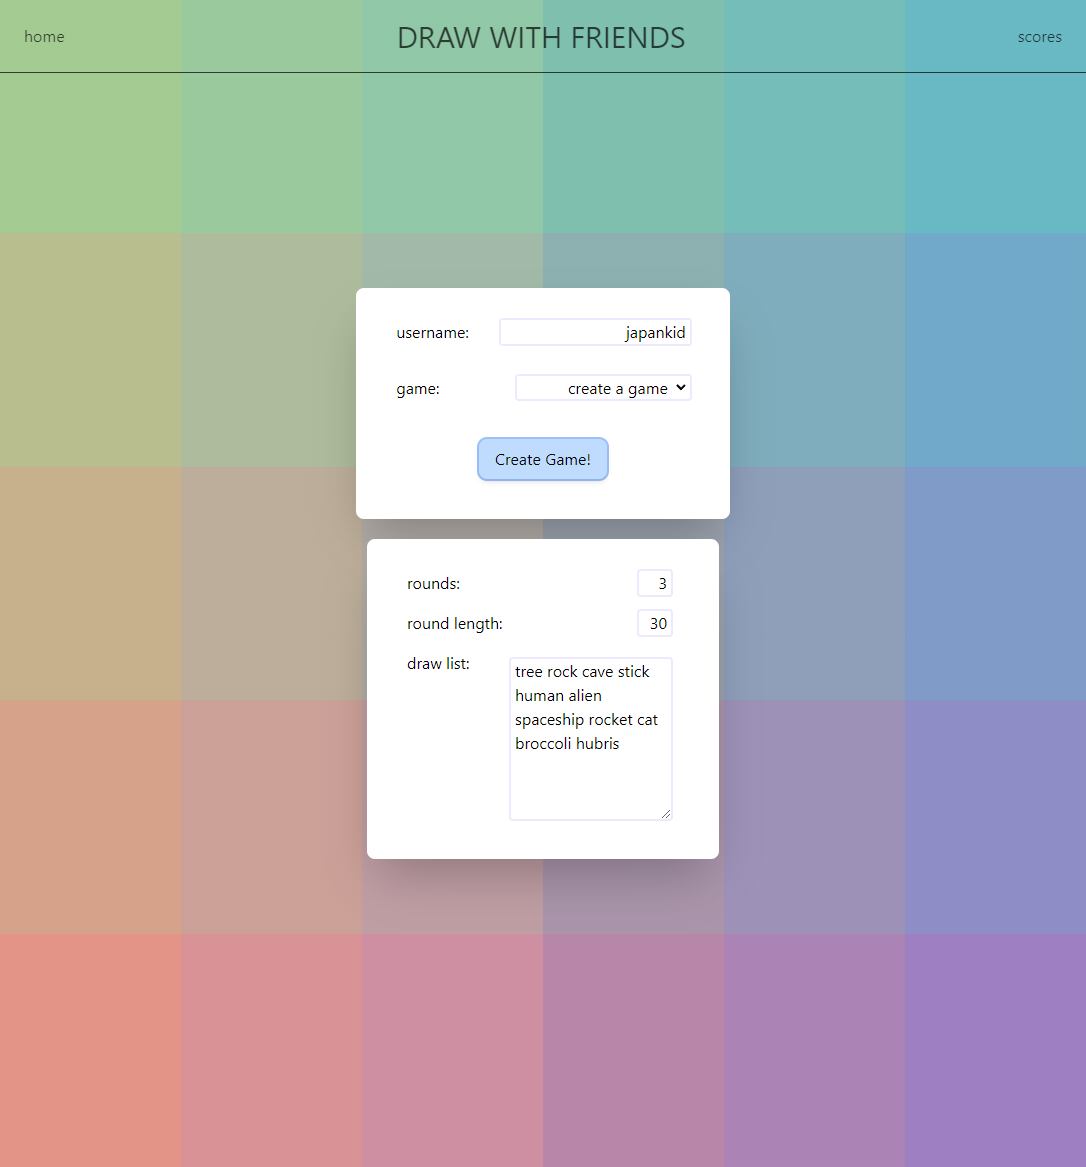 home DRAW WITH FRIENDS scores
username: japankid
game: create a game
Create Game!
rounds: 3
round length: 30
draw list: tree rock cave stick
human alien
spaceship rocket cat
broccoli hubris